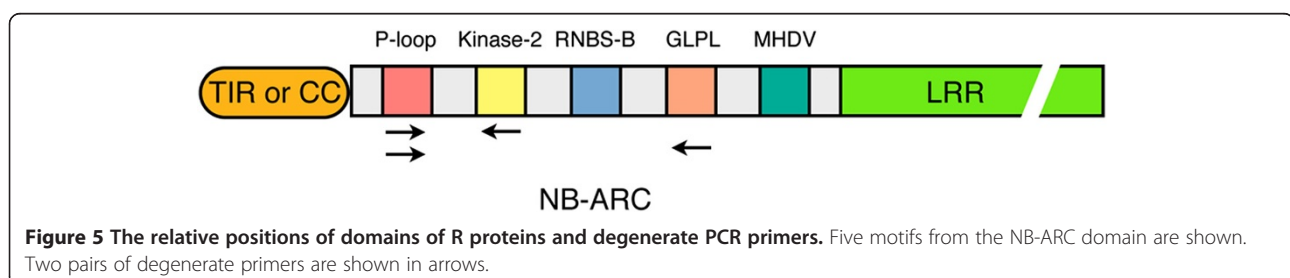 P-loop Kinase-2 RNBS-B GLPL MHDV
TIR or CC LRR
NB-ARC
Figure 5 The relative positions of domains of R proteins and degenerate PCR primers. Five motifs from the NB-ARC domain are shown.
Two pairs of degenerate primers are shown in arrows.